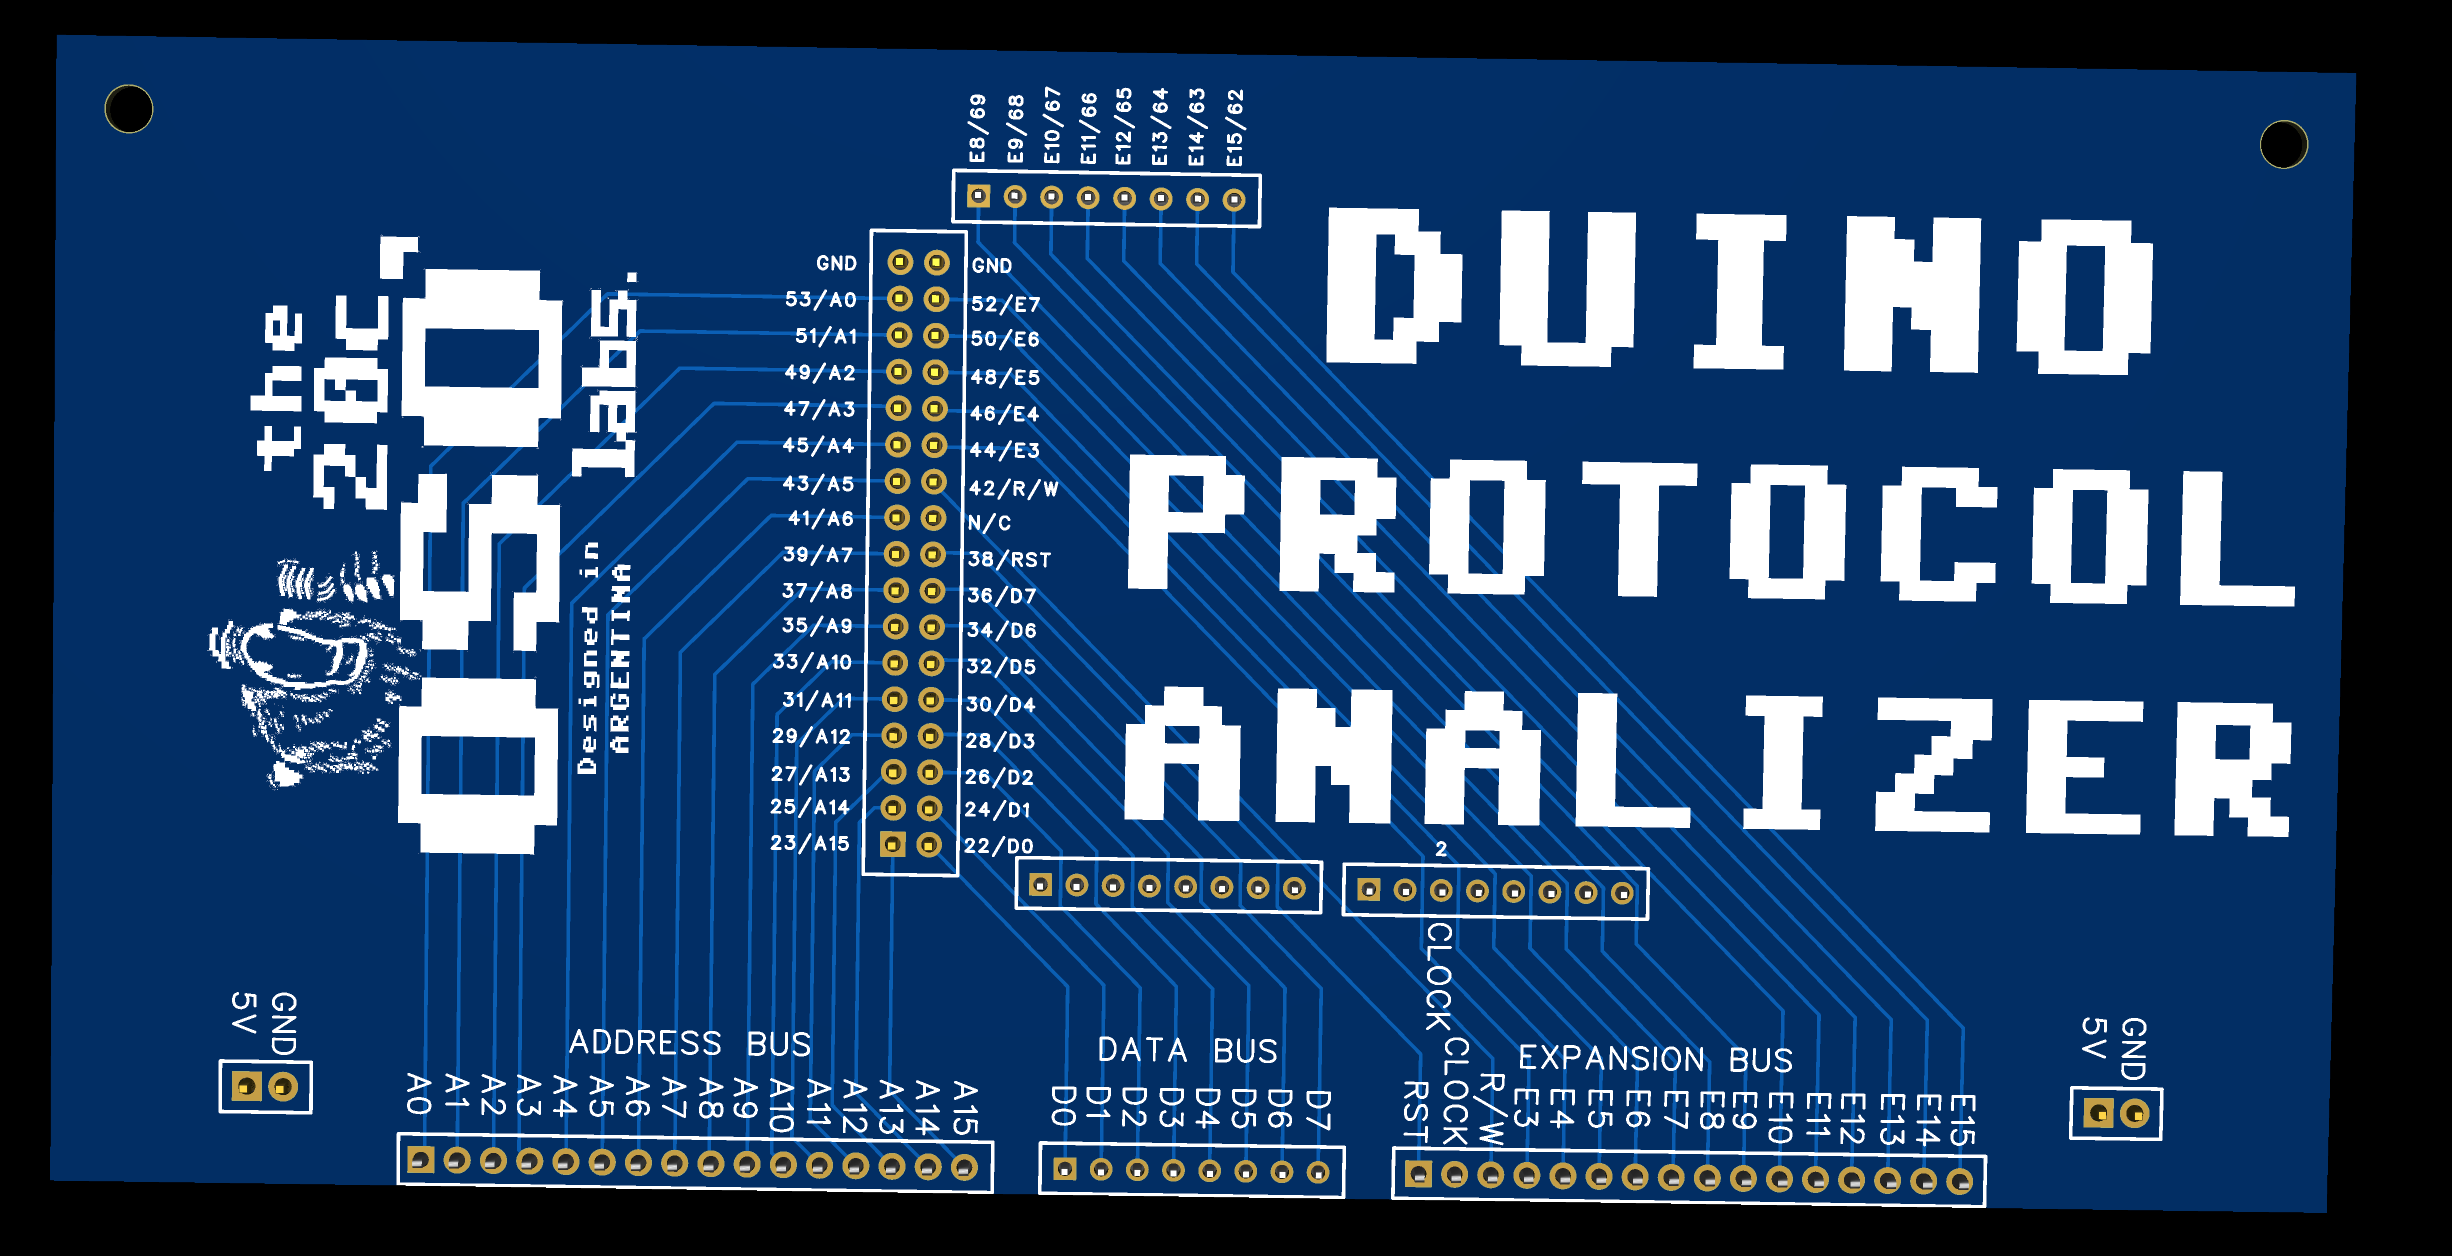 E8/69
E9/68
E10/67
E11/66
E12/65
E13/64
E14/63
E15/62
DUINO
PROTOCOL
ANALIZER
the
20C'
OSO
labs.
Designed in
ARGENTINA
GND GND
53/A0 52/E7
51/A1 50/E6
49/A2 48/E5
47/A3 46/E4
45/A4 44/E3
43/A5 42/R/W
41/A6 N/C
39/A7 38/RST
37/A8 36/D7
35/A9 34/D6
33/A10 32/D5
31/A11 30/D4
29/A12 28/D3
27/A13 26/D2
25/A14 24/D1
23/A15 22/D0
2
CLOCK
5V
GND
ADDRESS BUS
A0
A1
A2
A3
A4
A5
A6
A7
A8
A9
A10
A11
A12
A13
A14
A15
DATA BUS
D0
D1
D2
D3
D4
D5
D6
D7
EXPANSION BUS
RST
CLOCK
R/W
E3
E4
E5
E6
E7
E8
E9
E10
E11
E12
E13
E14
E15
5V
GND